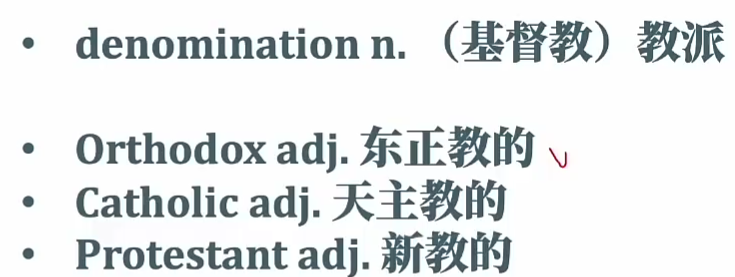 • denomination n. （基督教）教派
• Orthodox adj. 东正教的
• Catholic adj. 天主教的
• Protestant adj. 新教的